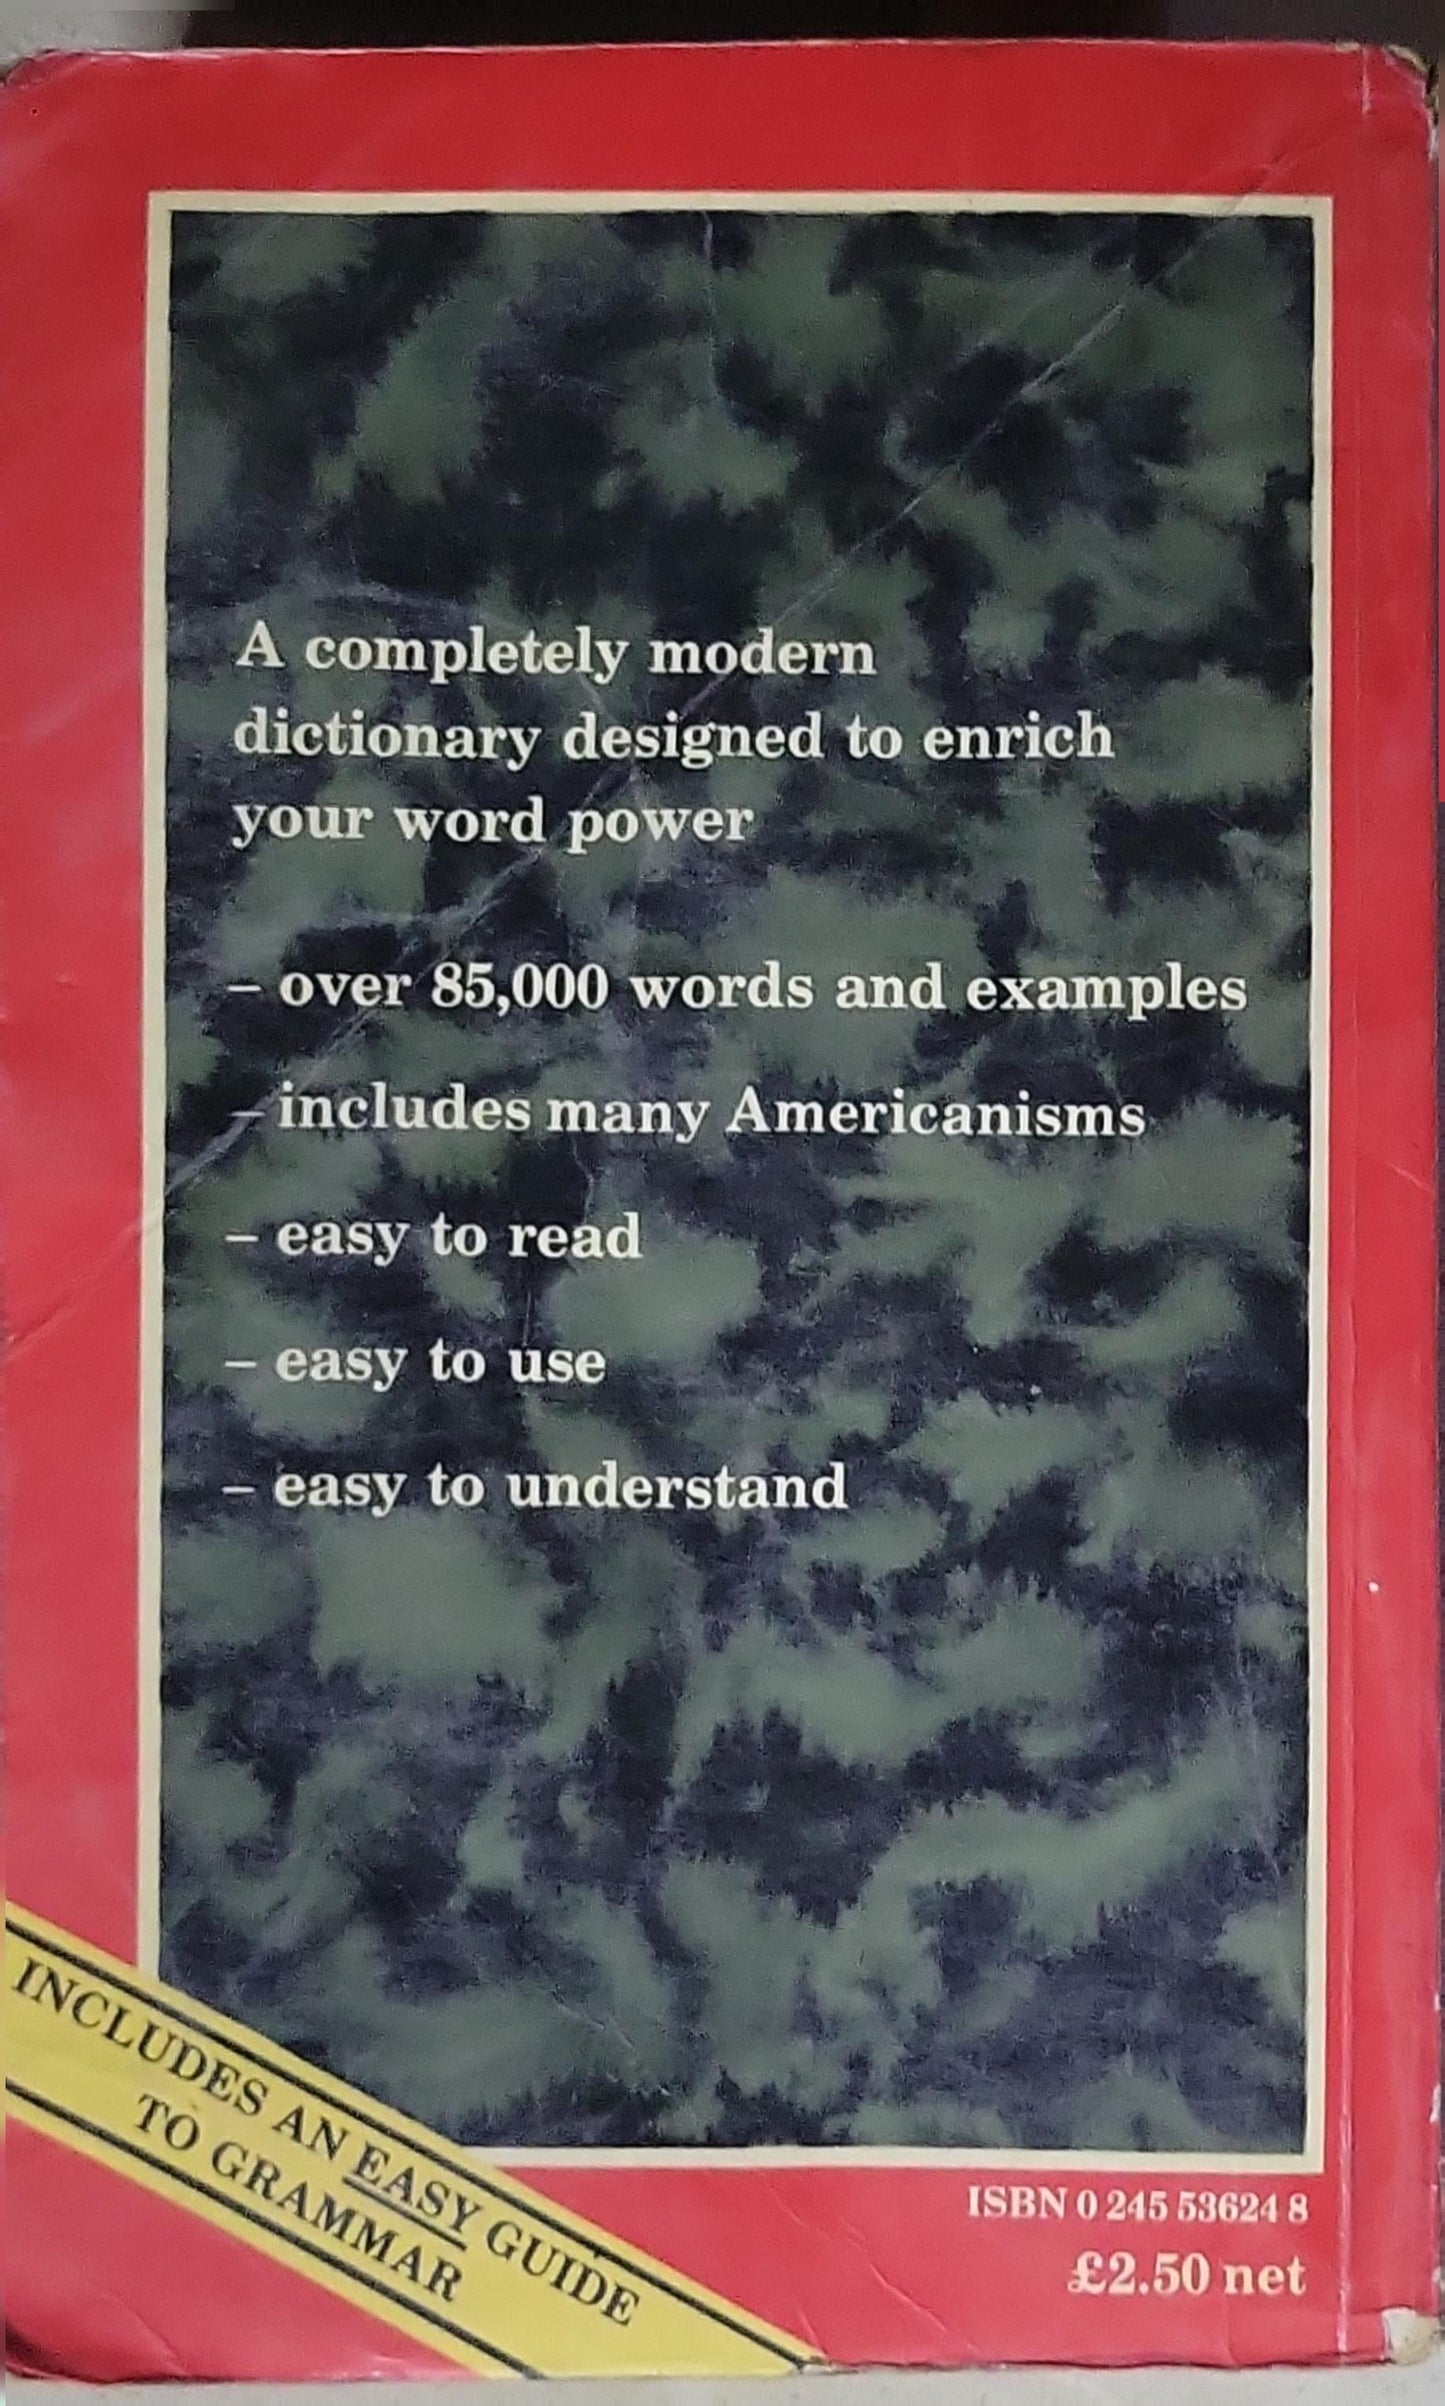 A completely modern
dictionary designed to enrich
your word power
– over 85,000 words and examples
– includes many Americanisms
– easy to read
– easy to use
– easy to understand
INCLUDES AN EASY GUIDE
TO GRAMMAR
ISBN 0 245 53624 8
£2.50 net